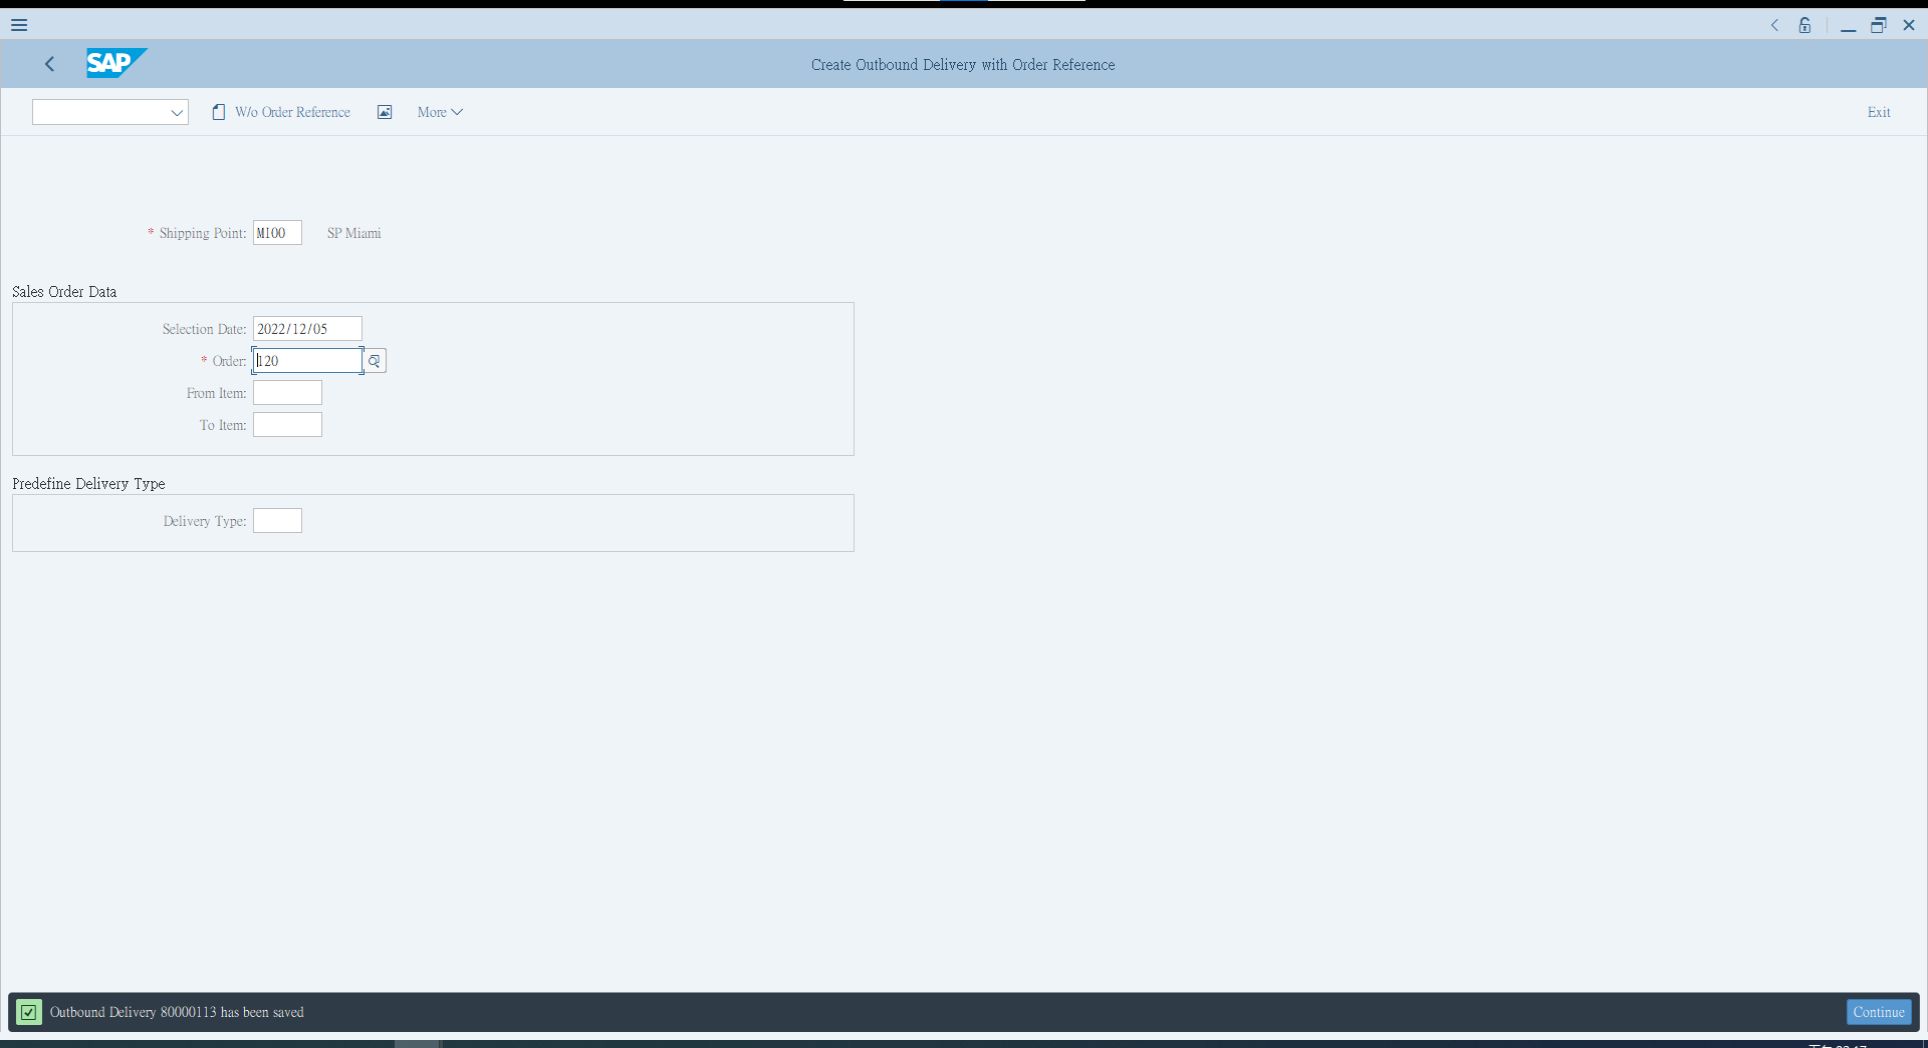 SAP
Create Outbound Delivery with Order Reference
W/o Order Reference
More
Exit
* Shipping Point: MI00 SP Miami
Sales Order Data
Selection Date: 2022/12/05
* Order: 120
From Item:
To Item:
Predefine Delivery Type
Delivery Type:
Outbound Delivery 80000113 has been saved
Continue